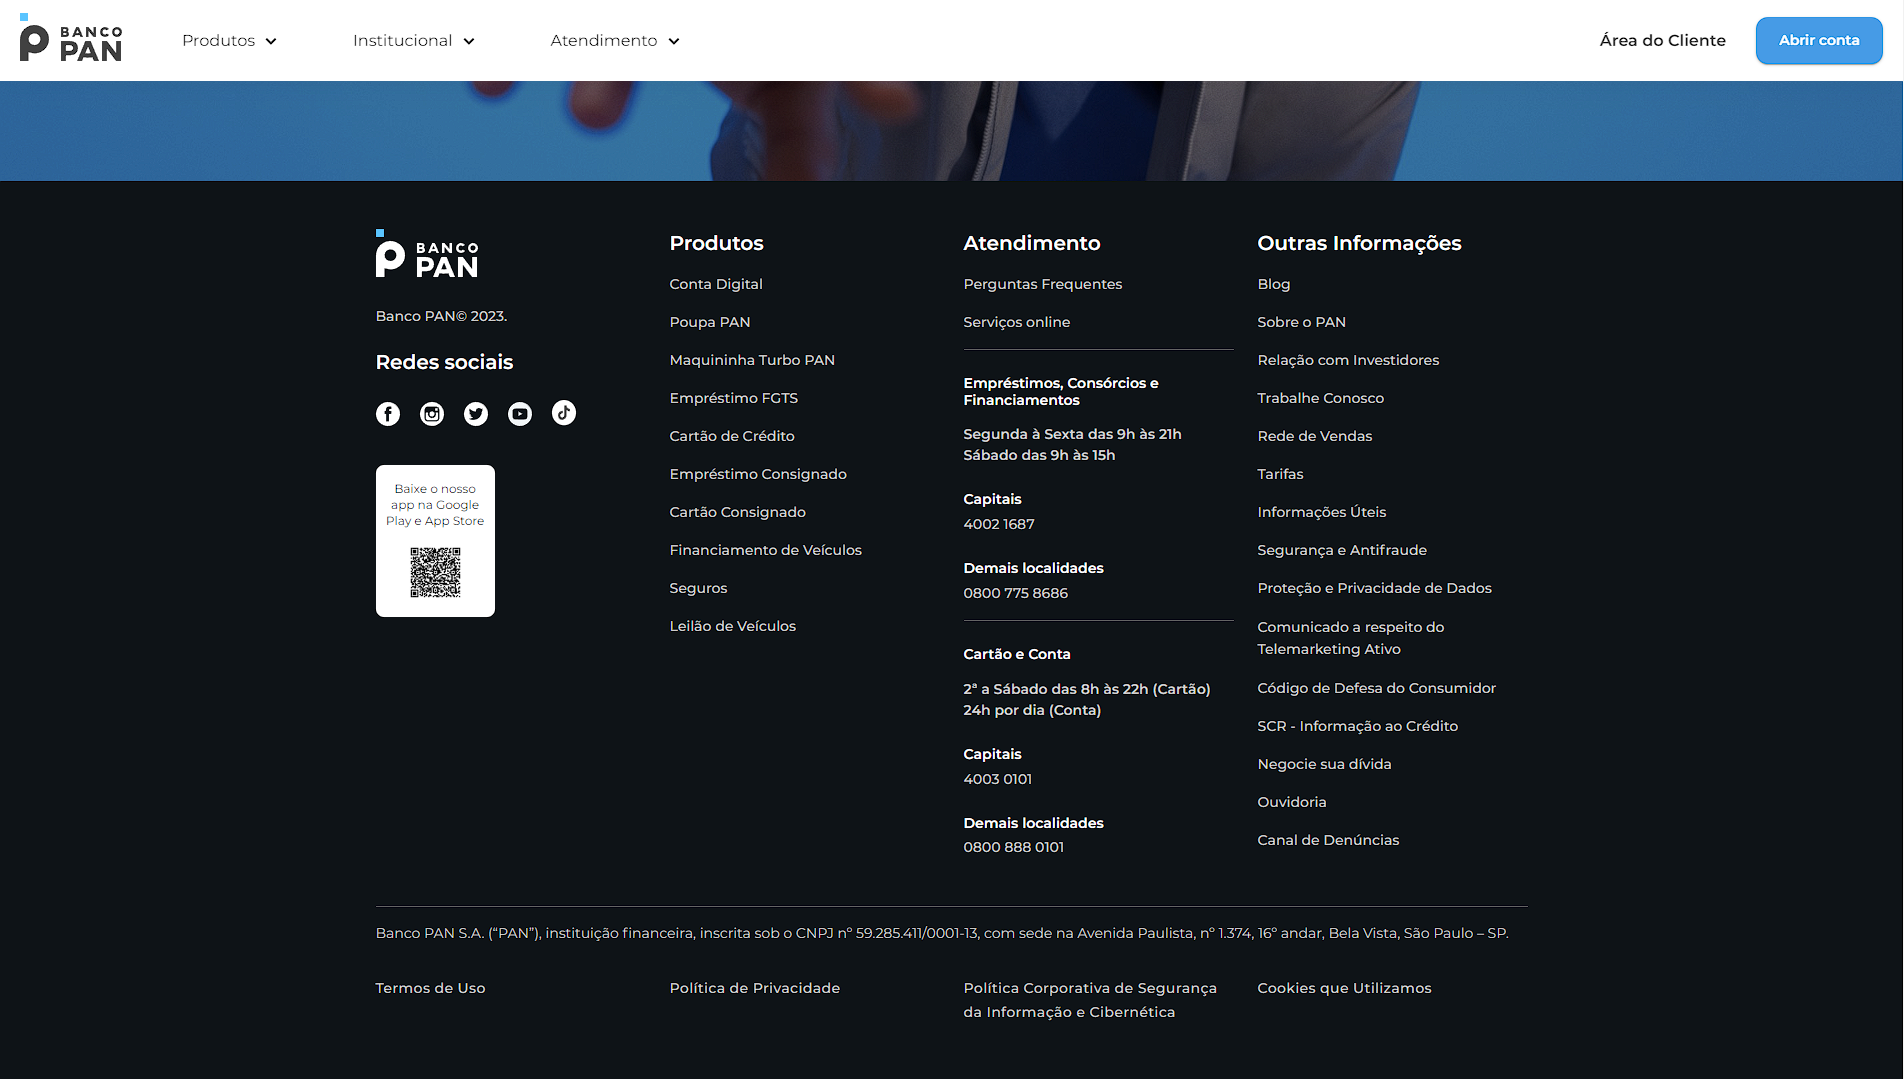 BANCO
PAN
Produtos
Institucional
Atendimento
Área do Cliente
Abrir conta
BANCO
PAN
Banco PAN© 2023.
Redes sociais
Baixe o nosso
app na Google
Play e App Store
Produtos
Conta Digital
Poupa PAN
Maquininha Turbo PAN
Empréstimo FGTS
Cartão de Crédito
Empréstimo Consignado
Cartão Consignado
Financiamento de Veículos
Seguros
Leilão de Veículos
Atendimento
Perguntas Frequentes
Serviços online
Empréstimos, Consórcios e
Financiamentos
Segunda à Sexta das 9h às 21h
Sábado das 9h às 15h
Capitais
4002 1687
Demais localidades
0800 775 8686
Cartão e Conta
2ª a Sábado das 8h às 22h (Cartão)
24h por dia (Conta)
Capitais
4003 0101
Demais localidades
0800 888 0101
Outras Informações
Blog
Sobre o PAN
Relação com Investidores
Trabalhe Conosco
Rede de Vendas
Tarifas
Informações Úteis
Segurança e Antifraude
Proteção e Privacidade de Dados
Comunicado a respeito do
Telemarketing Ativo
Código de Defesa do Consumidor
SCR - Informação ao Crédito
Negocie sua dívida
Ouvidoria
Canal de Denúncias
Banco PAN S.A. (“PAN”), instituição financeira, inscrita sob o CNPJ nº 59.285.411/0001-13, com sede na Avenida Paulista, nº 1.374, 16º andar, Bela Vista, São Paulo – SP.
Termos de Uso
Política de Privacidade
Política Corporativa de Segurança
da Informação e Cibernética
Cookies que Utilizamos